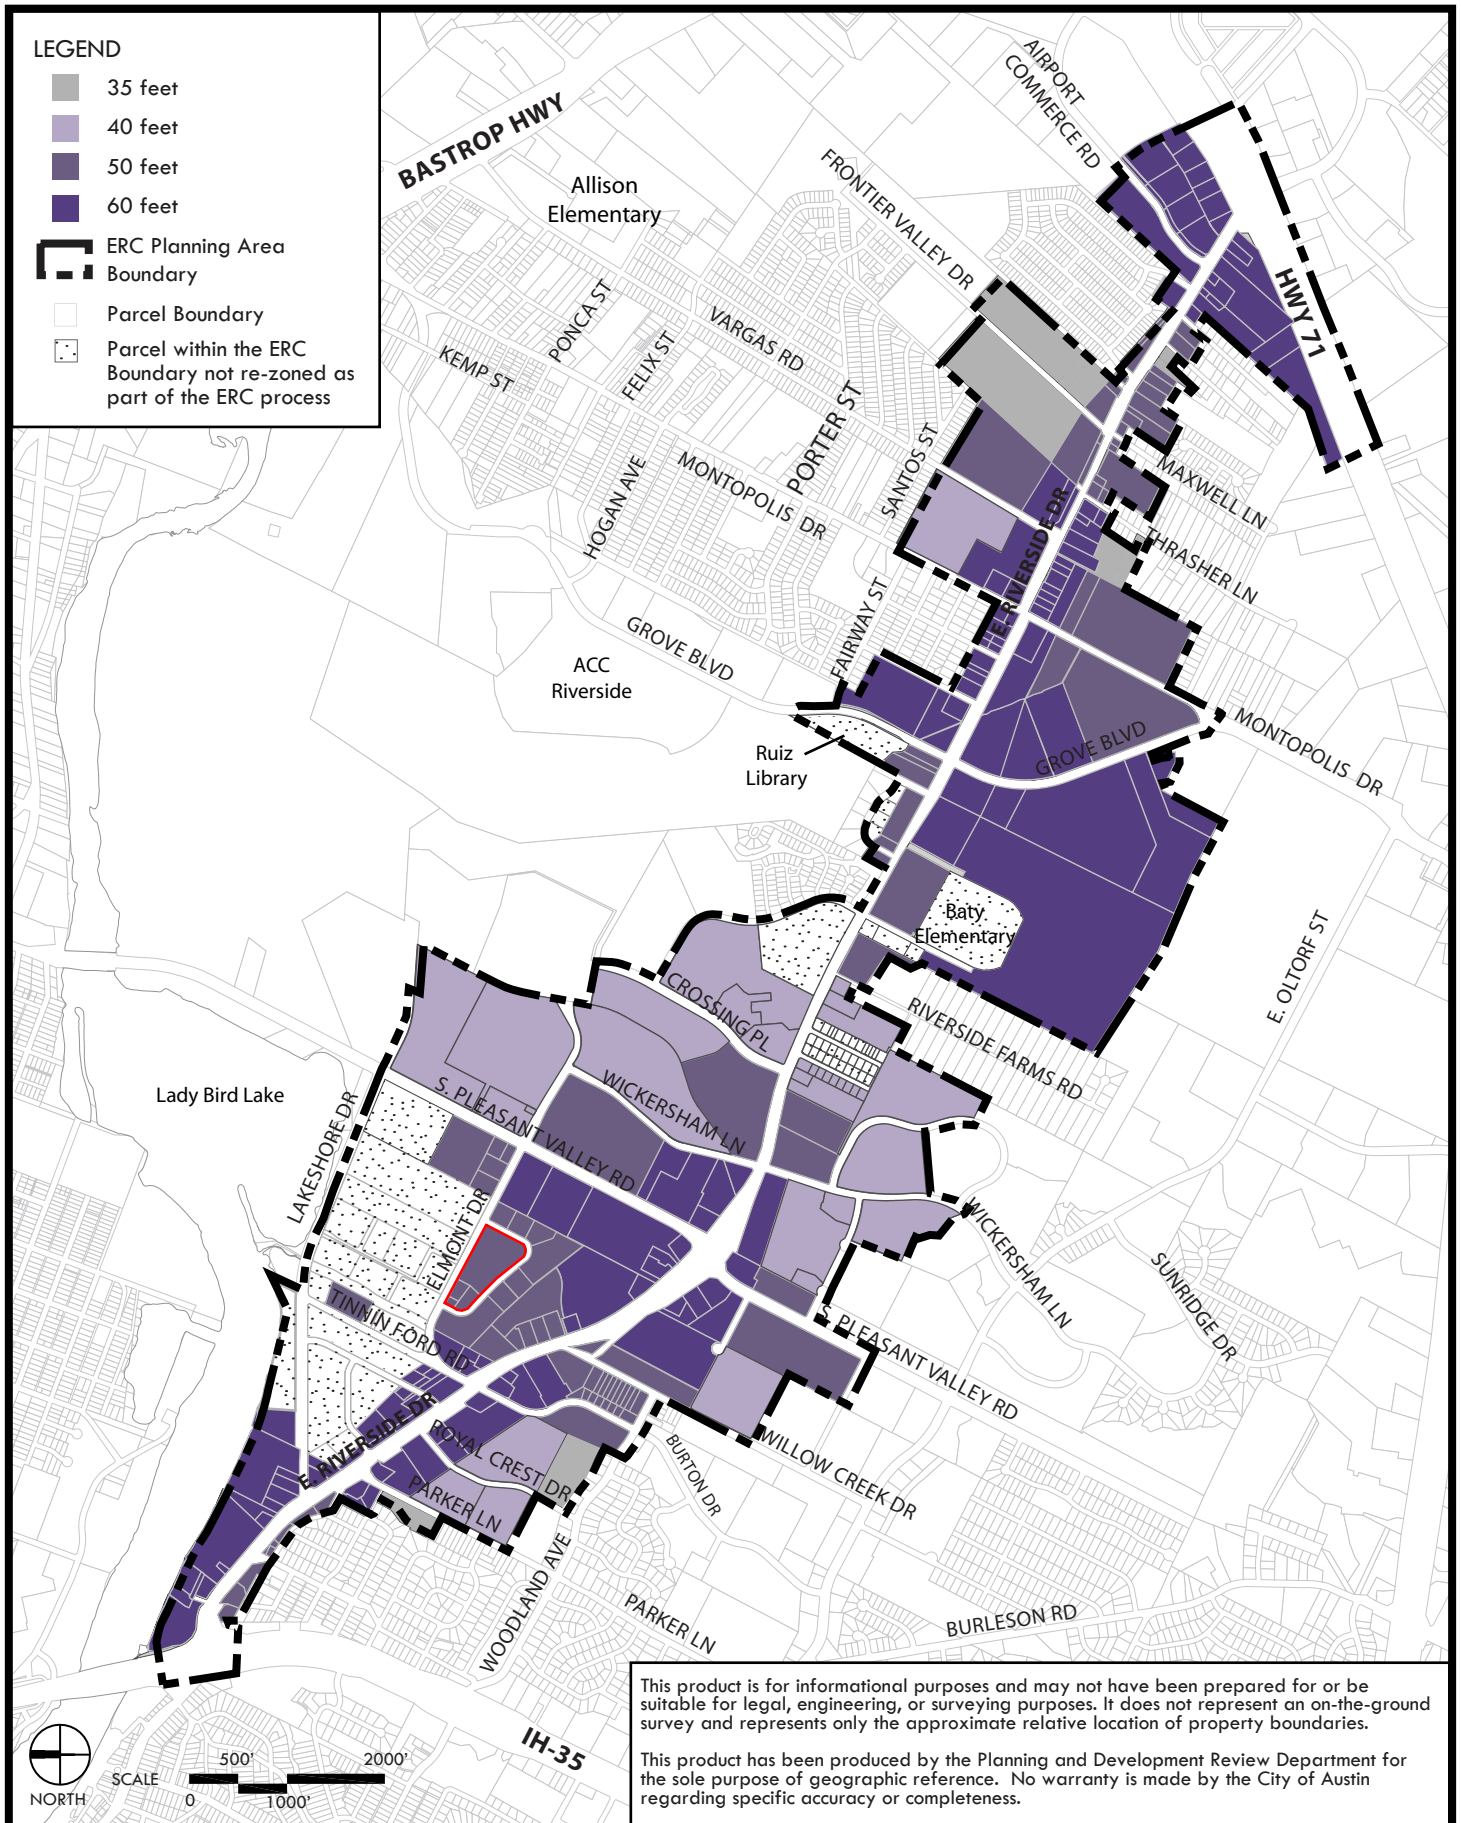 LEGEND
35 feet
40 feet
50 feet
60 feet
ERC Planning Area
Boundary
Parcel Boundary
Parcel within the ERC
Boundary not re-zoned as
part of the ERC process
BASTROP HWY
Allison
Elementary
AIRPORT
COMMERCE RD
FRONTIER VALLEY DR
HWY 71
PONCA ST
VARGAS RD
KEMP ST
FELIX ST
PORTER ST
SANTOS ST
HOGAN AVE
MONTOPOLIS DR
MAXWELL LN
THRASHER LN
E. RIVERSIDE DR
FAIRWAY ST
GROVE BLVD
ACC
Riverside
Ruiz
Library
GROVE BLVD
MONTOPOLIS DR
Baty
Elementary
E. OLTORF ST
CROSSING PL
RIVERSIDE FARMS RD
Lady Bird Lake
LAKESHORE DR
S. PLEASANT VALLEY RD
WICKERSHAM LN
ELMONT DR
WICKERSHAM LN
SUNRIDGE DR
TINNIN FORD RD
S. PLEASANT VALLEY RD
E. RIVERSIDE DR
ROYAL CREST DR
PARKER LN
BURTON DR
WILLOW CREEK DR
WOODLAND AVE
PARKER LN
BURLESON RD
IH-35
NORTH
SCALE
500'
2000'
0
1000'
This product is for informational purposes and may not have been prepared for or be
suitable for legal, engineering, or surveying purposes. It does not represent an on-the-ground
survey and represents only the approximate relative location of property boundaries.
This product has been produced by the Planning and Development Review Department for
the sole purpose of geographic reference. No warranty is made by the City of Austin
regarding specific accuracy or completeness.